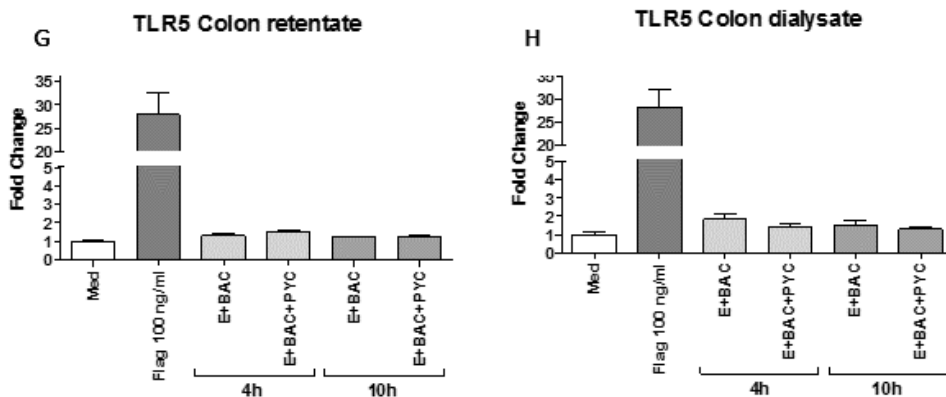 G
TLR5 Colon retentate
Fold Change
35
30
25
20
5
4
3
2
1
0
Med
Flag 100 ng/ml
E+BAC
E+BAC+PYC
E+BAC
E+BAC+PYC
4h
10h
H
TLR5 Colon dialysate
Fold Change
35
30
25
20
5
4
3
2
1
0
Med
Flag 100 ng/ml
E+BAC
E+BAC+PYC
E+BAC
E+BAC+PYC
4h
10h